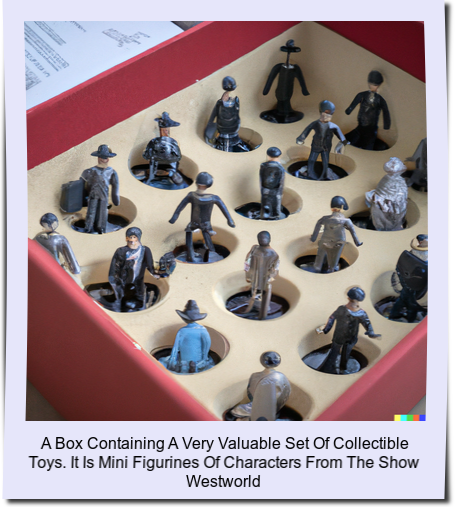 A Box Containing A Very Valuable Set Of Collectible
Toys. It Is Mini Figurines Of Characters From The Show
Westworld